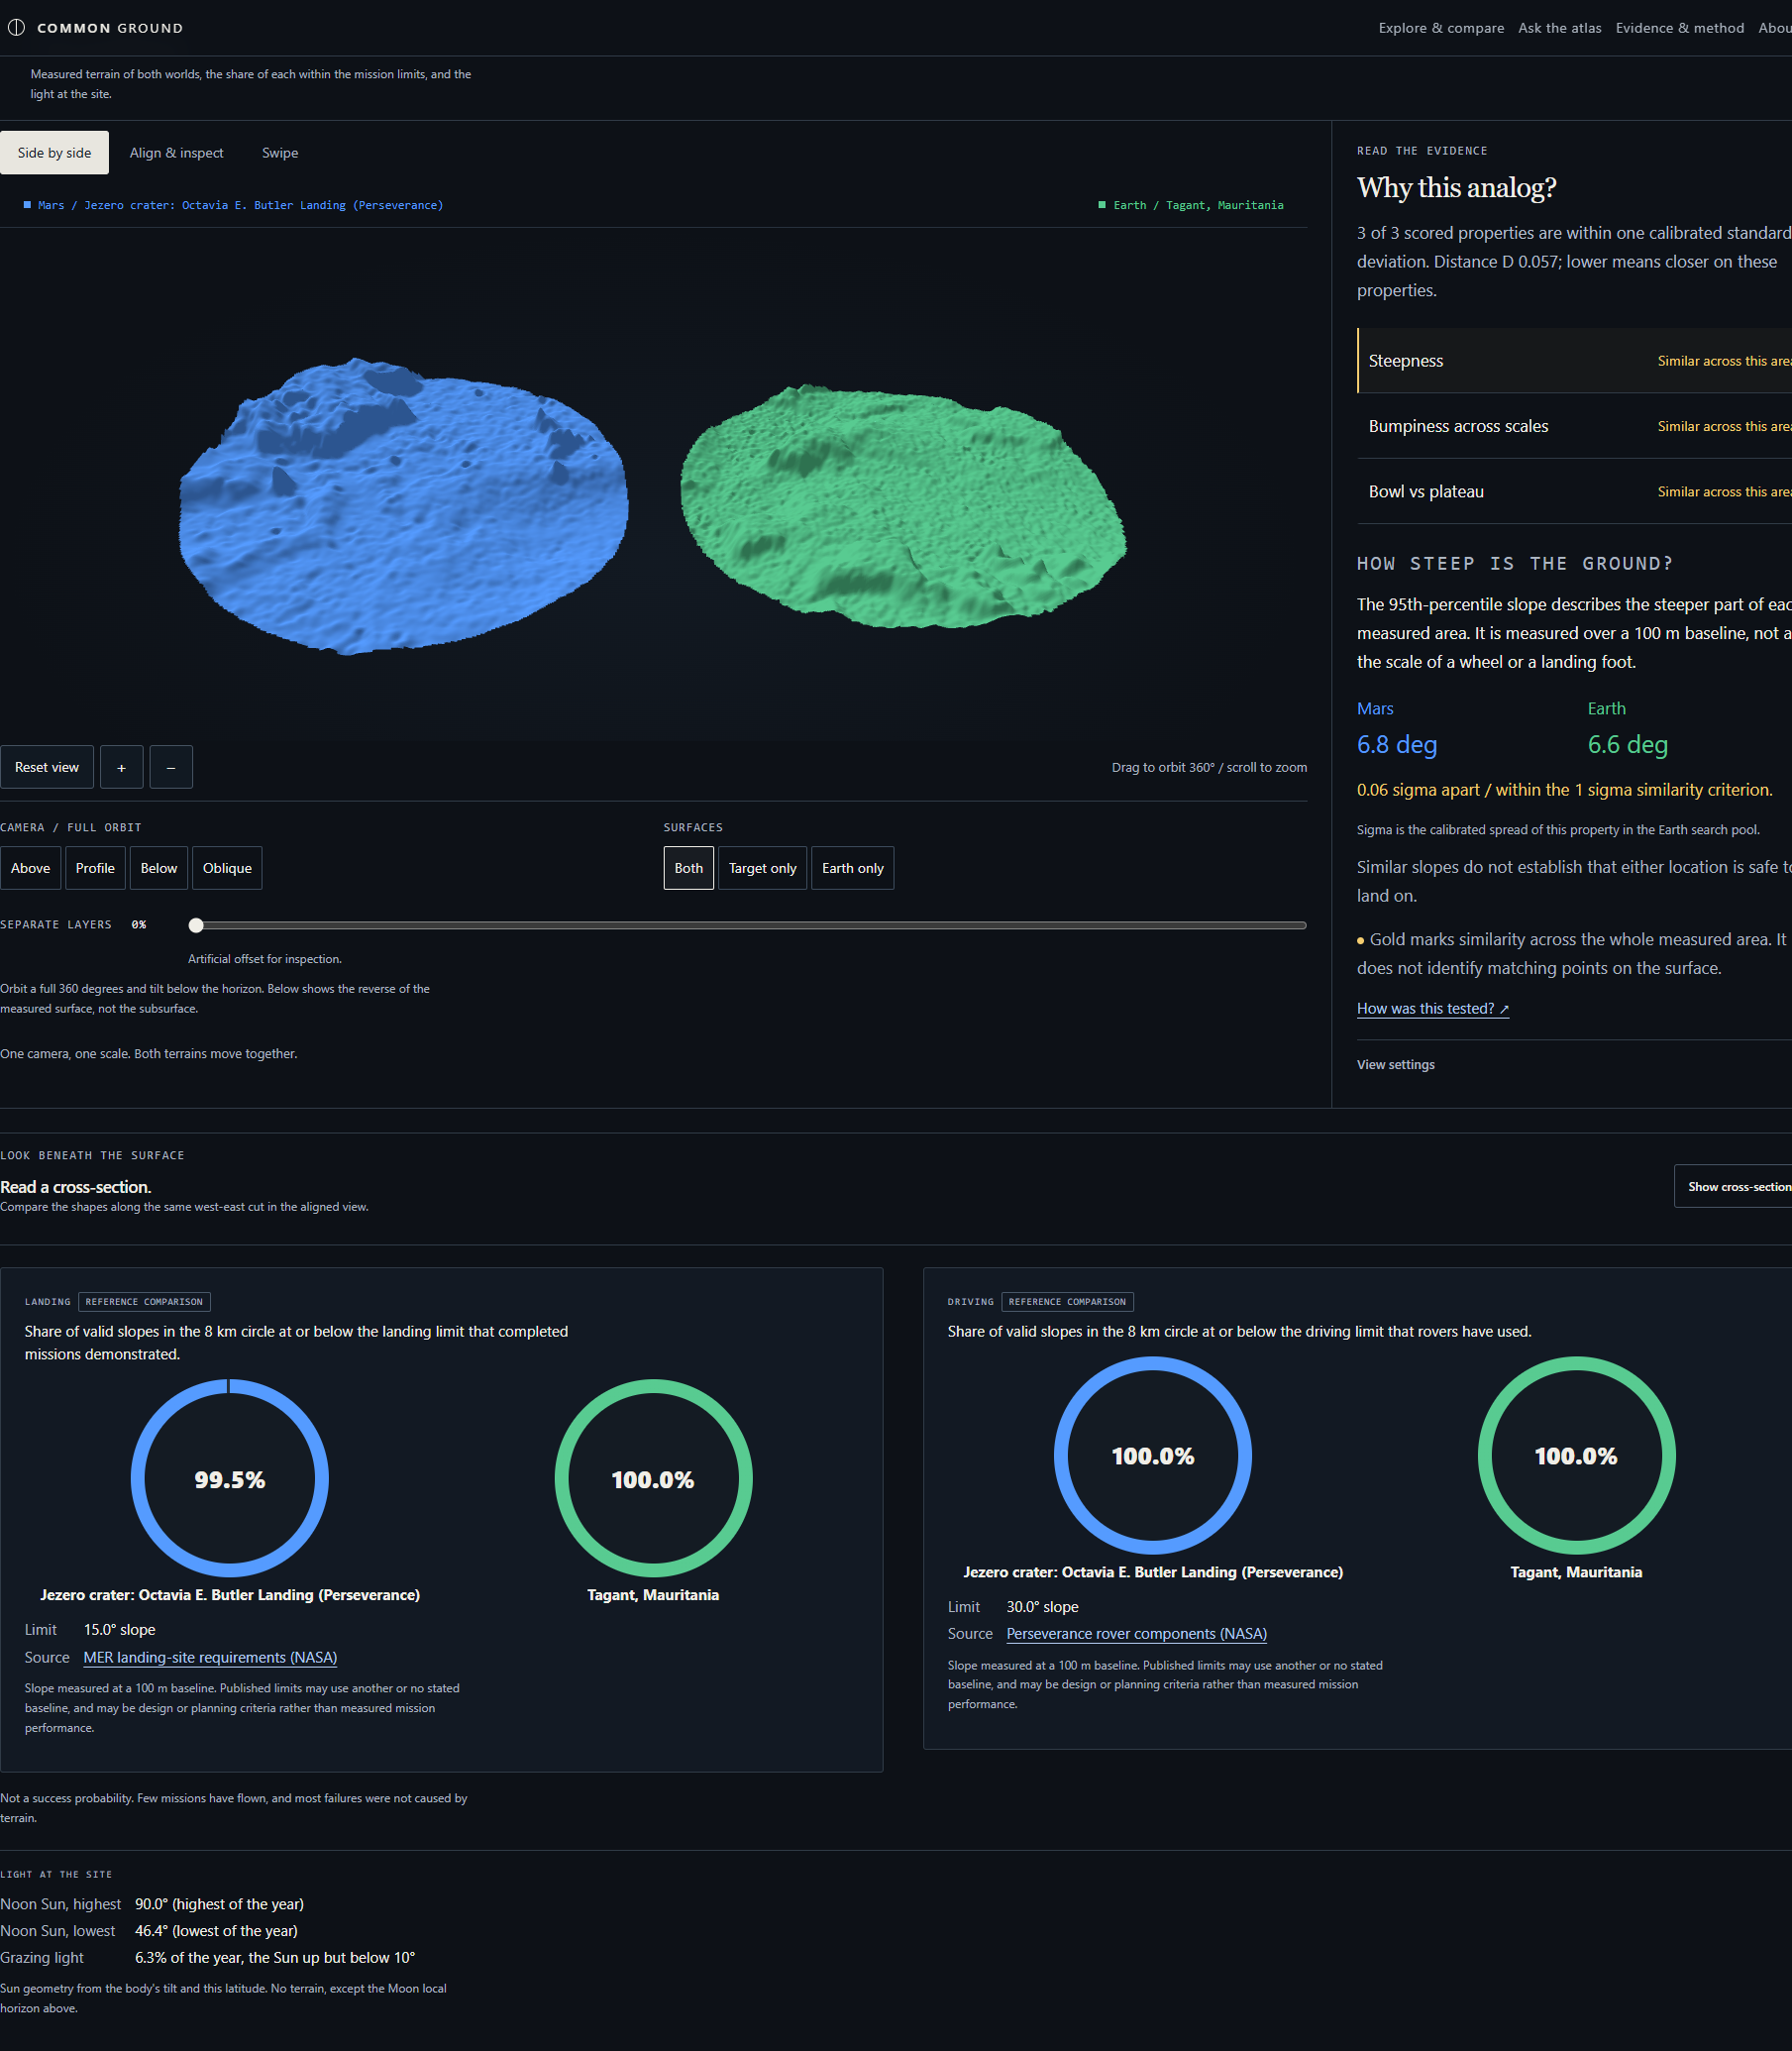 COMMON GROUND
Explore & compare Ask the atlas Evidence & method Abou
Measured terrain of both worlds, the share of each within the mission limits, and the
light at the site.
Side by side Align & inspect Swipe
Mars / Jezero crater: Octavia E. Butler Landing (Perseverance)
Earth / Tagant, Mauritania
Reset view + −
Drag to orbit 360° / scroll to zoom
CAMERA / FULL ORBIT
Above Profile Below Oblique
SURFACES
Both Target only Earth only
SEPARATE LAYERS 0%
Artificial offset for inspection.
Orbit a full 360 degrees and tilt below the horizon. Below shows the reverse of the
measured surface, not the subsurface.
One camera, one scale. Both terrains move together.
READ THE EVIDENCE
Why this analog?
3 of 3 scored properties are within one calibrated standard
deviation. Distance D 0.057; lower means closer on these
properties.
Steepness Similar across this area
Bumpiness across scales Similar across this area
Bowl vs plateau Similar across this area
HOW STEEP IS THE GROUND?
The 95th-percentile slope describes the steeper part of eac
measured area. It is measured over a 100 m baseline, not a
the scale of a wheel or a landing foot.
Mars Earth
6.8 deg 6.6 deg
0.06 sigma apart / within the 1 sigma similarity criterion.
Sigma is the calibrated spread of this property in the Earth search pool.
Similar slopes do not establish that either location is safe to
land on.
Gold marks similarity across the whole measured area. It
does not identify matching points on the surface.
How was this tested? ↗
View settings
LOOK BENEATH THE SURFACE
Read a cross-section.
Compare the shapes along the same west-east cut in the aligned view.
Show cross-section
LANDING REFERENCE COMPARISON
Share of valid slopes in the 8 km circle at or below the landing limit that completed
missions demonstrated.
99.5% 100.0%
Jezero crater: Octavia E. Butler Landing (Perseverance) Tagant, Mauritania
Limit 15.0° slope
Source MER landing-site requirements (NASA)
Slope measured at a 100 m baseline. Published limits may use another or no stated
baseline, and may be design or planning criteria rather than measured mission
performance.
DRIVING REFERENCE COMPARISON
Share of valid slopes in the 8 km circle at or below the driving limit that rovers have used.
100.0% 100.0%
Jezero crater: Octavia E. Butler Landing (Perseverance) Tagant, Mauritania
Limit 30.0° slope
Source Perseverance rover components (NASA)
Slope measured at a 100 m baseline. Published limits may use another or no stated
baseline, and may be design or planning criteria rather than measured mission
performance.
Not a success probability. Few missions have flown, and most failures were not caused by
terrain.
LIGHT AT THE SITE
Noon Sun, highest 90.0° (highest of the year)
Noon Sun, lowest 46.4° (lowest of the year)
Grazing light 6.3% of the year, the Sun up but below 10°
Sun geometry from the body's tilt and this latitude. No terrain, except the Moon local
horizon above.